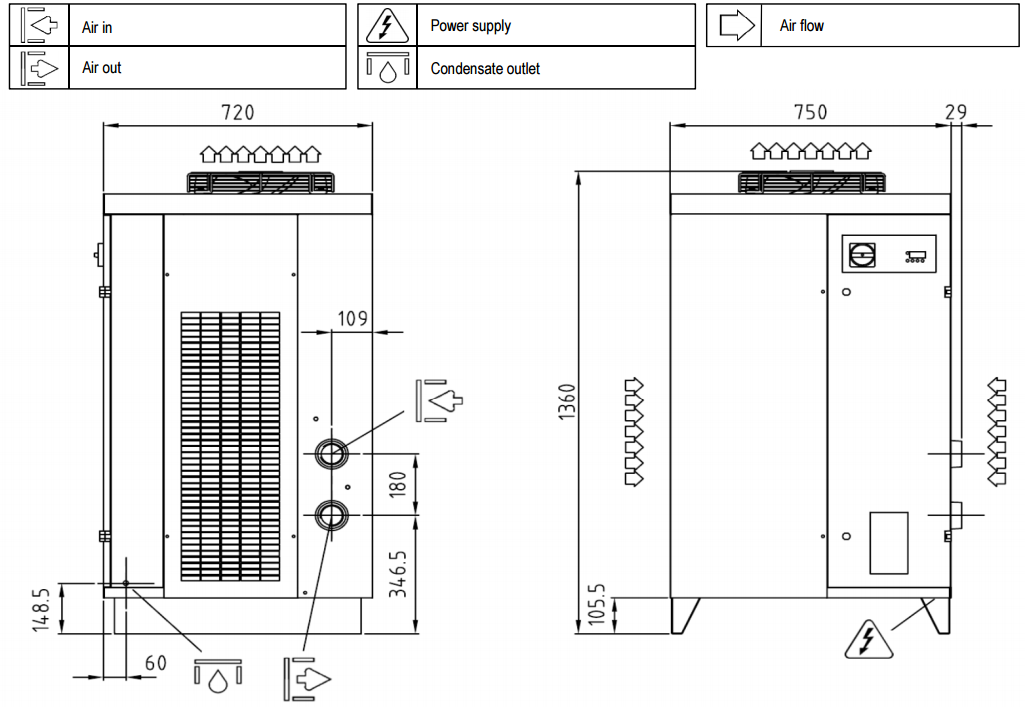 Air in
Power supply
Air flow
Air out
Condensate outlet
720
750
29
109
1360
180
346.5
148.5
105.5
60